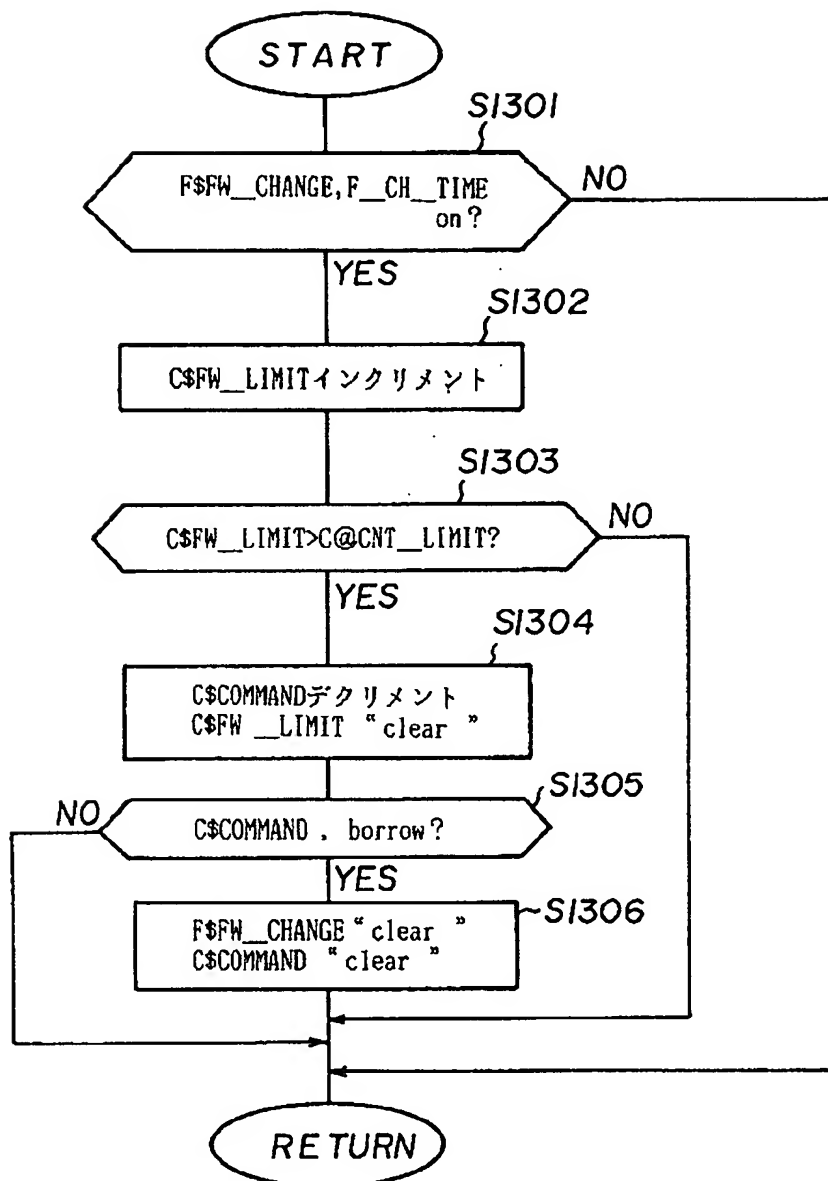 START
S1301
F$FW__CHANGE,F__CH__TIME
on?
NO
YES
S1302
C$FW__LIMITインクリメント
S1303
C$FW__LIMIT>C@CNT__LIMIT?
NO
YES
S1304
C$COMMANDデクリメント
C$FW __LIMIT “clear ”
S1305
NO
C$COMMAND . borrow?
YES
S1306
F$FW__CHANGE“clear ”
C$COMMAND “clear ”
RETURN